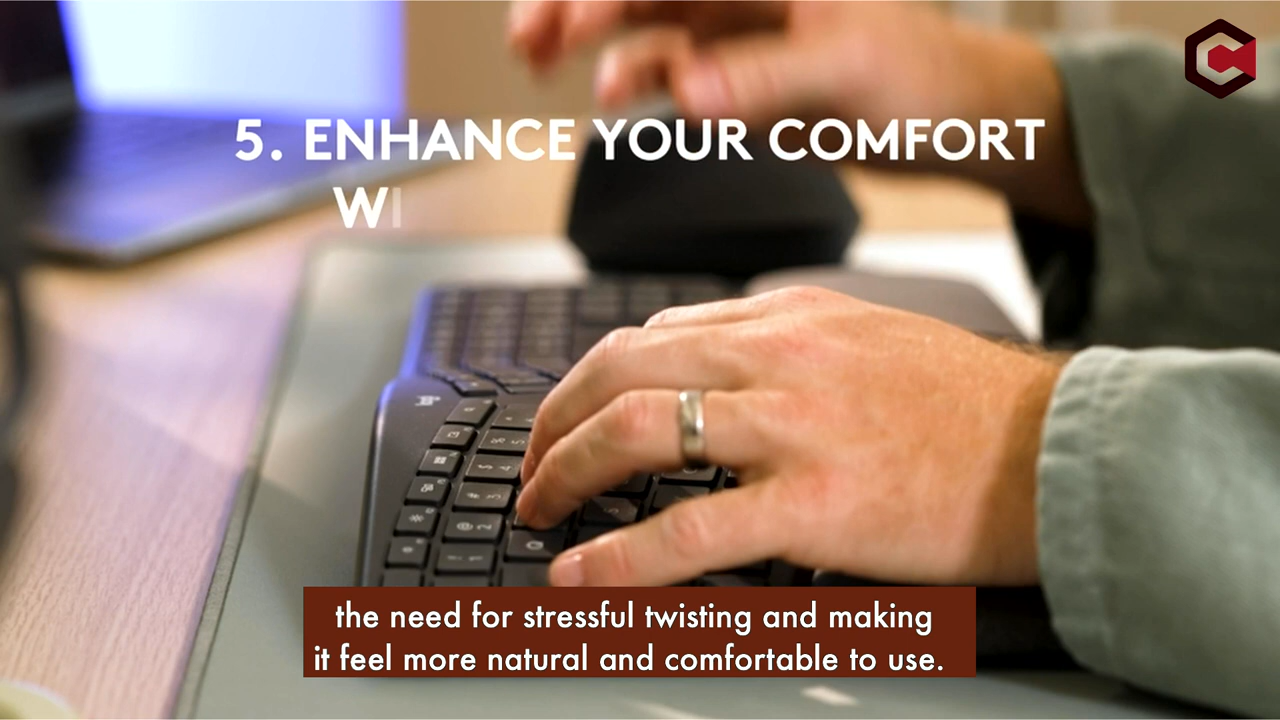 5. ENHANCE YOUR COMFORT
WI
the need for stressful twisting and making
it feel more natural and comfortable to use.